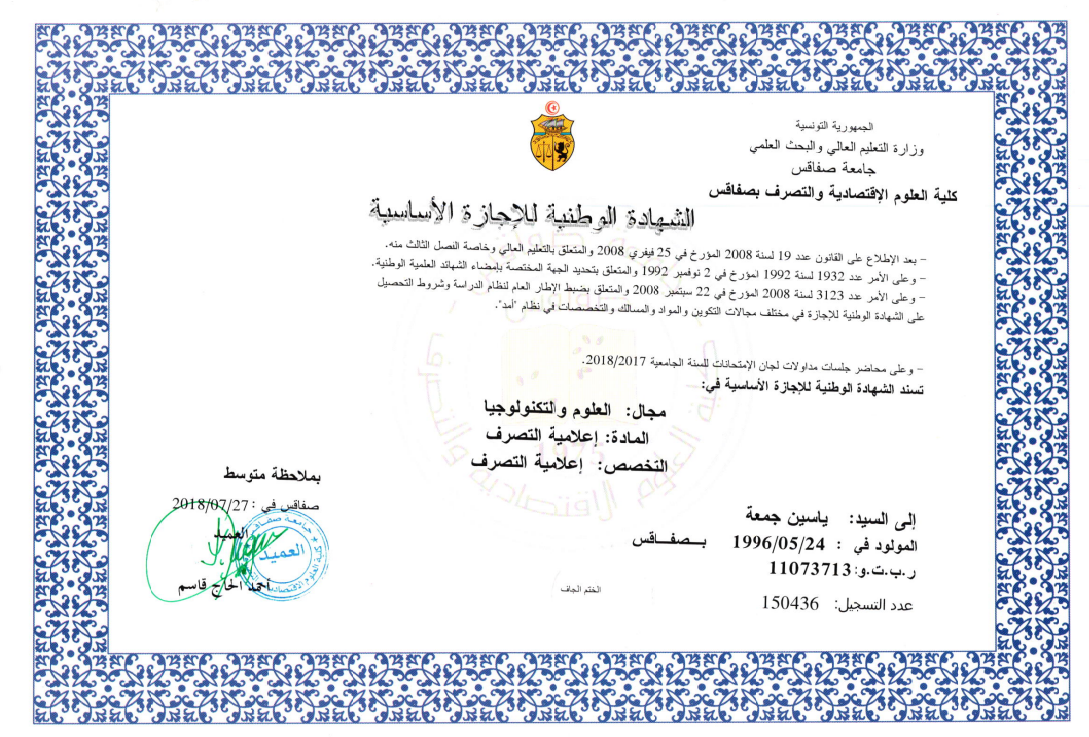 الجمهورية التونسية
وزارة التعليم العالي والبحث العلمي
جامعة صفاقس
كلية العلوم الإقتصادية والتصرف بصفاقس
الشهادة الوطنية للإجازة الأساسية
- بعد الإطلاع على القانون عدد 19 لسنة 2008 المؤرخ في 25 فيفري 2008 والمتعلق بالتعليم العالي وخاصة الفصل الثالث منه.
- وعلى الأمر عدد 1932 لسنة 1992 المؤرخ في 2 نوفمبر 1992 والمتعلق بتحديد الجهة المختصة بإمضاء الشهائد العلمية الوطنية.
- وعلى الأمر عدد 3123 لسنة 2008 المؤرخ في 22 سبتمبر 2008 والمتعلق بضبط الإطار العام لنظام الدراسة وشروط التحصيل
على الشهادة الوطنية للإجازة في مختلف مجالات التكوين والمواد والمسالك والتخصصات في نظام "أمد".
- وعلى محاضر جلسات مداولات لجان الإمتحانات للسنة الجامعية 2018/2017.
تسند الشهادة الوطنية للإجازة الأساسية في:
مجال: العلوم والتكنولوجيا
المادة: إعلامية التصرف
التخصص: إعلامية التصرف
بملاحظة متوسط
صفاقس في : 2018/07/27
العميد
العميد
أحمد الحاج قاسم
إلى السيد: ياسين جمعة
المولود في : 1996/05/24 بــصفــاقس
ر.ب.ت.و: 11073713
عدد التسجيل: 150436
الختم الجاف